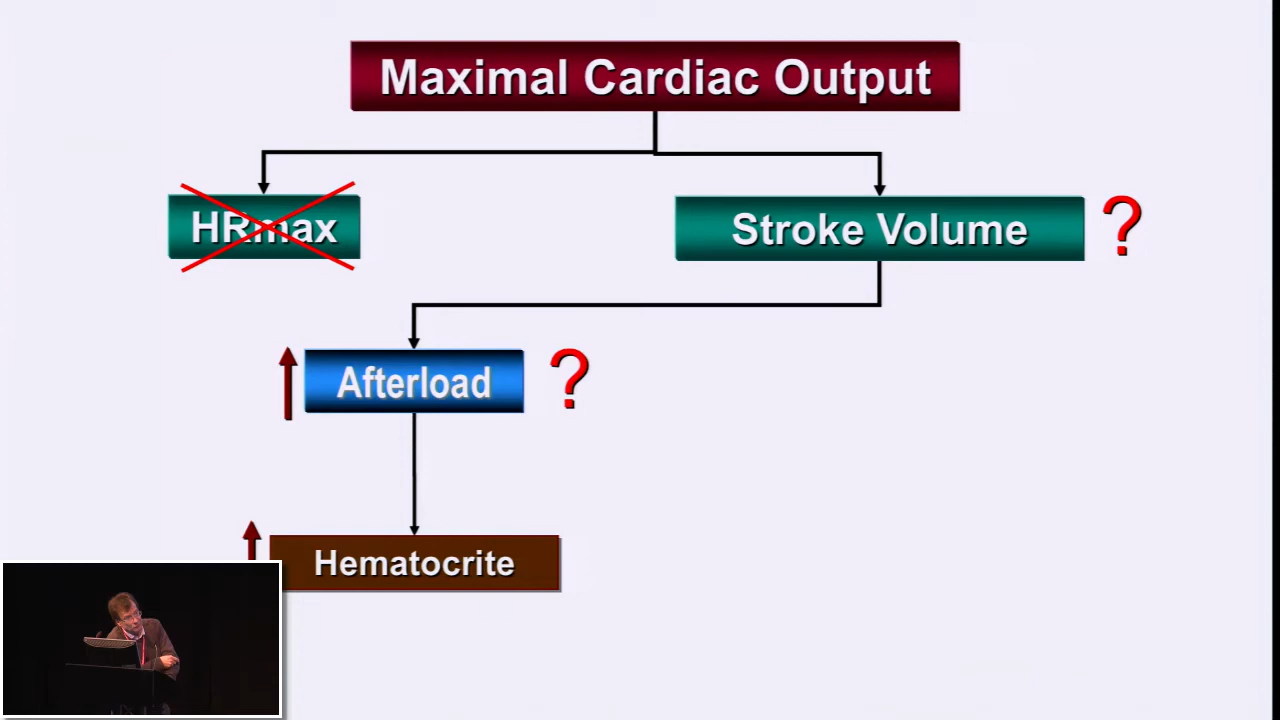 Maximal Cardiac Output
HRmax
Stroke Volume ?
Afterload ?
Hematocrite